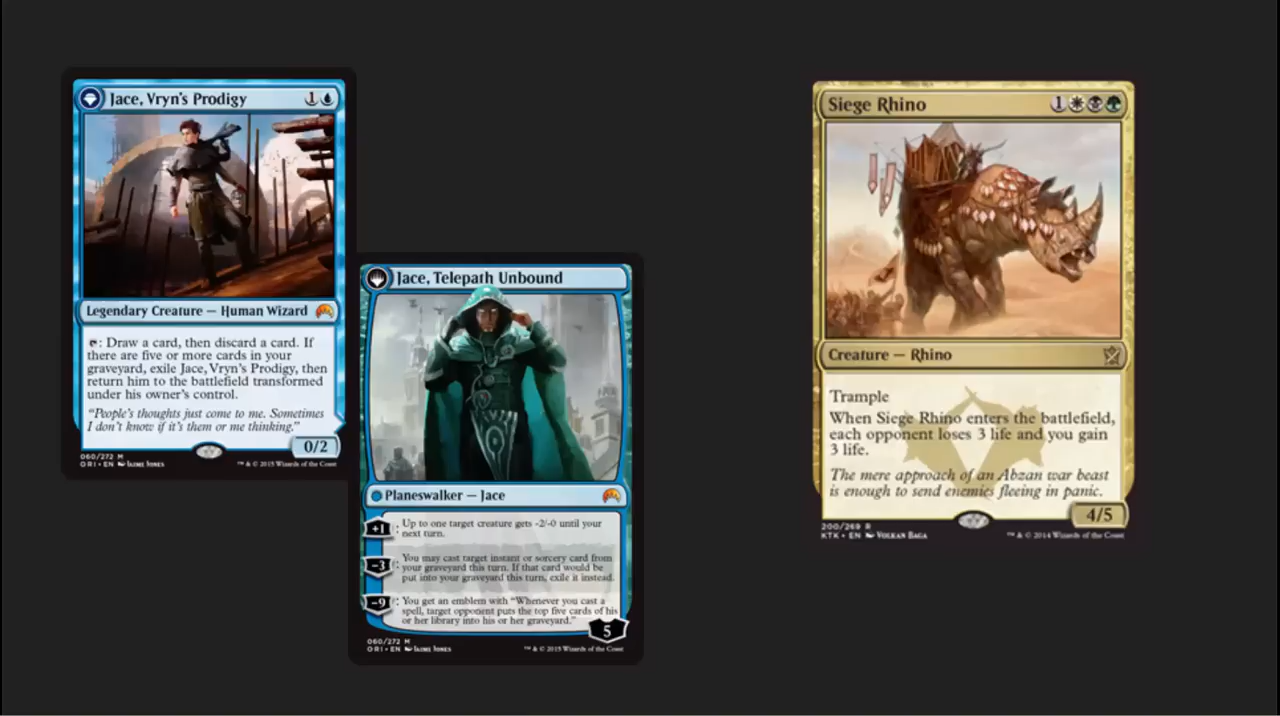 Jace, Vryn's Prodigy 1
Legendary Creature — Human Wizard
: Draw a card, then discard a card. If
there are five or more cards in your
graveyard, exile Jace, Vryn's Prodigy, then
return him to the battlefield transformed
under his owner's control.
"People's thoughts just come to me. Sometimes
I don't know if it's them or me thinking."
0/2
060/272 M
ORI • EN Jaime Jones
™ & © 2015 Wizards of the Coast
Jace, Telepath Unbound
Planeswalker — Jace
+1: Up to one target creature gets -2/-0 until your
next turn.
-3: You may cast target instant or sorcery card from
your graveyard this turn. If that card would be
put into your graveyard this turn, exile it instead.
-9: You get an emblem with "Whenever you cast a
spell, target opponent puts the top five cards of his
or her library into his or her graveyard."
5
060/272 M
ORI • EN Jaime Jones
™ & © 2015 Wizards of the Coast
Siege Rhino 1
Creature — Rhino
Trample
When Siege Rhino enters the battlefield,
each opponent loses 3 life and you gain
3 life.
The mere approach of an Abzan war beast
is enough to send enemies fleeing in panic.
4/5
200/269 R
KTK • EN Volkan Baga
™ & © 2014 Wizards of the Coast